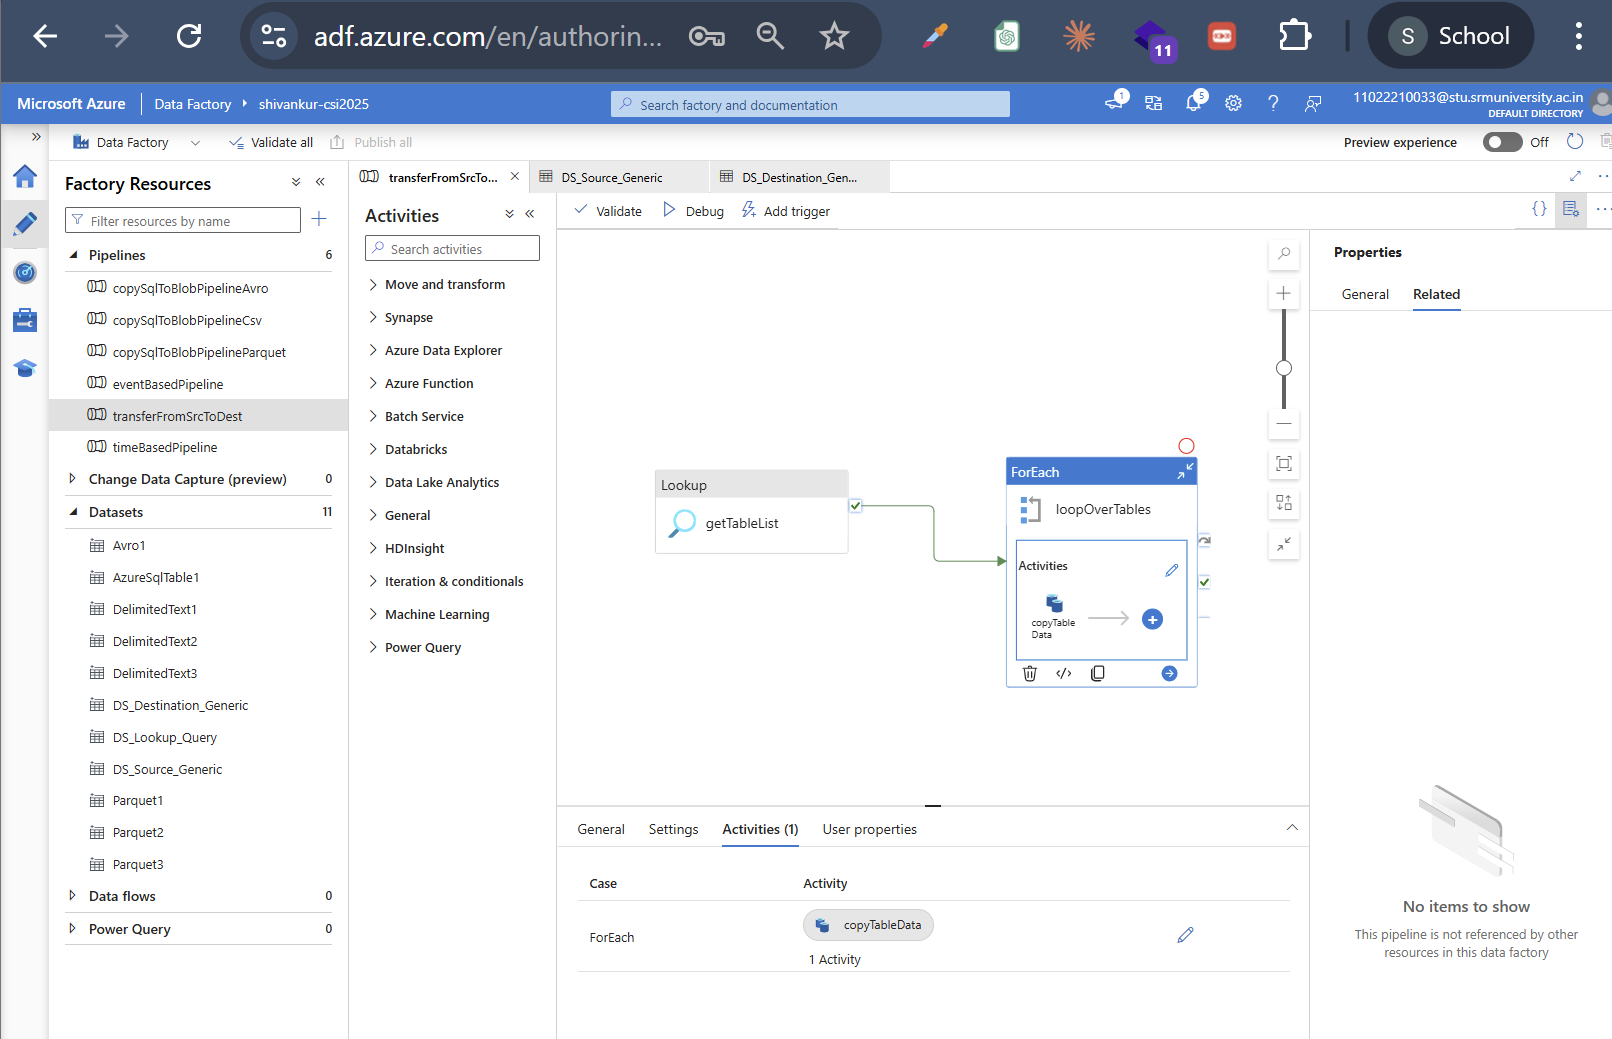 adf.azure.com/en/authorin...
11
S School
Microsoft Azure
Data Factory
shivankur-csi2025
Search factory and documentation
1
5
11022210033@stu.srmuniversity.ac.in
DEFAULT DIRECTORY
Data Factory
Validate all
Publish all
Preview experience
Off
Factory Resources
Filter resources by name
Pipelines 6
copySqlToBlobPipelineAvro
copySqlToBlobPipelineCsv
copySqlToBlobPipelineParquet
eventBasedPipeline
transferFromSrcToDest
timeBasedPipeline
Change Data Capture (preview) 0
Datasets 11
Avro1
AzureSqlTable1
DelimitedText1
DelimitedText2
DelimitedText3
DS_Destination_Generic
DS_Lookup_Query
DS_Source_Generic
Parquet1
Parquet2
Parquet3
Data flows 0
Power Query 0
transferFromSrcTo...
DS_Source_Generic
DS_Destination_Gen...
Activities
Search activities
Move and transform
Synapse
Azure Data Explorer
Azure Function
Batch Service
Databricks
Data Lake Analytics
General
HDInsight
Iteration & conditionals
Machine Learning
Power Query
Validate
Debug
Add trigger
Lookup
getTableList
ForEach
loopOverTables
Activities
copyTable
Data
General
Settings
Activities (1)
User properties
Case
Activity
ForEach
copyTableData
1 Activity
Properties
General
Related
No items to show
This pipeline is not referenced by other
resources in this data factory